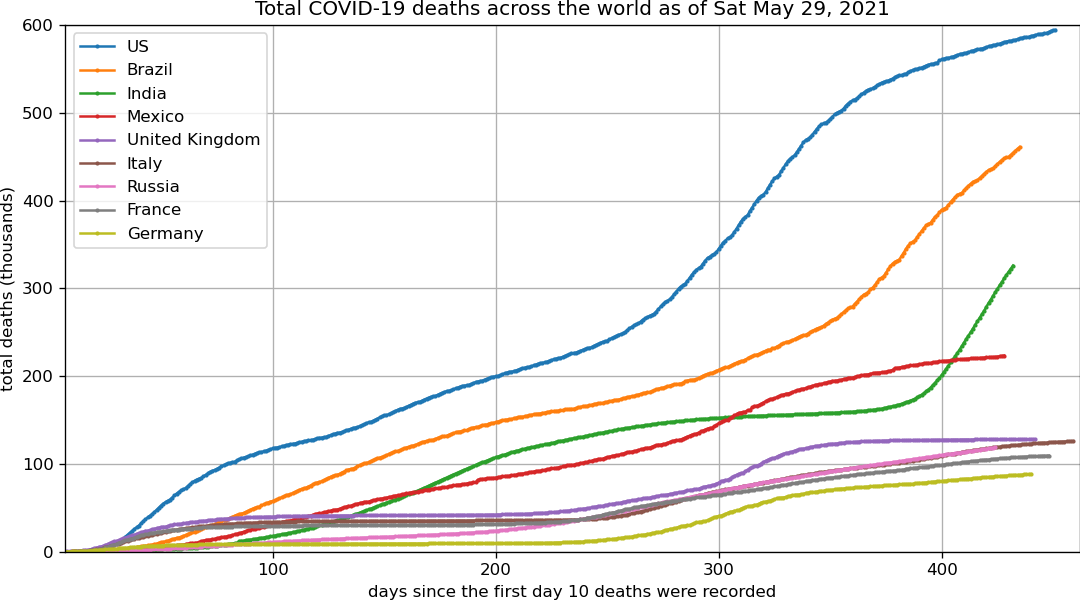 Total COVID-19 deaths across the world as of Sat May 29, 2021
600
500
400
300
200
100
0
total deaths (thousands)
US
Brazil
India
Mexico
United Kingdom
Italy
Russia
France
Germany
100
200
300
400
days since the first day 10 deaths were recorded